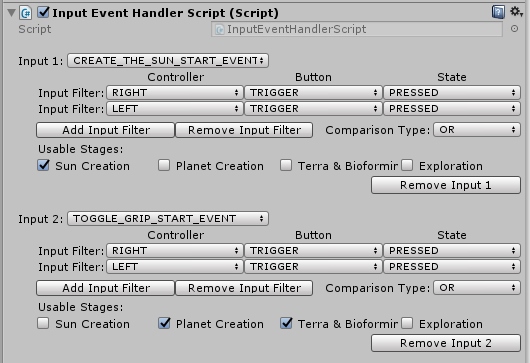 Input Event Handler Script (Script)
Script InputEventHandlerScript
Input 1: CREATE_THE_SUN_START_EVENT
Controller Button State
Input Filter: RIGHT TRIGGER PRESSED
Input Filter: LEFT TRIGGER PRESSED
Add Input Filter Remove Input Filter Comparison Type: OR
Usable Stages:
Sun Creation Planet Creation Terra & Bioformir Exploration
Remove Input 1
Input 2: TOGGLE_GRIP_START_EVENT
Controller Button State
Input Filter: RIGHT TRIGGER PRESSED
Input Filter: LEFT TRIGGER PRESSED
Add Input Filter Remove Input Filter Comparison Type: OR
Usable Stages:
Sun Creation Planet Creation Terra & Bioformir Exploration
Remove Input 2